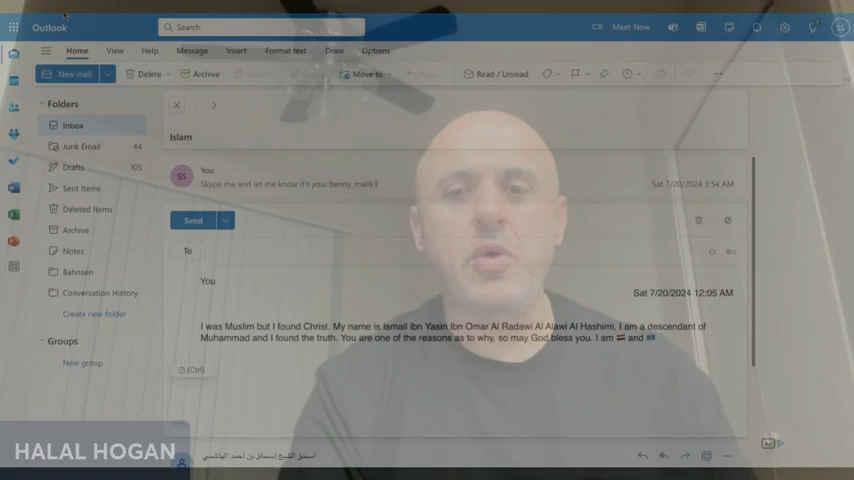 Outlook
Search
Meet Now
Home View Help Message Insert Format text Draw Options
New mail Delete Archive Move to Read / Unread
Folders
Inbox
Junk Email 44
Drafts 105
Sent Items
Deleted Items
Archive
Notes
Bahnsen
Conversation History
Create new folder
Groups
New group
Islam
SS You
Skype me and let me know it's you: benny_malik3 Sat 7/20/2024 3:54 AM
Send
To Cc Bcc
You
Sat 7/20/2024 12:05 AM
I was Muslim but I found Christ. My name is Ismail ibn Yasin Ibn Omar Al Radawi Al Alawi Al Hashimi, I am a descendant of
Muhammad and I found the truth. You are one of the reasons as to why, so may God bless you. I am and
(Ctrl)
HALAL HOGAN